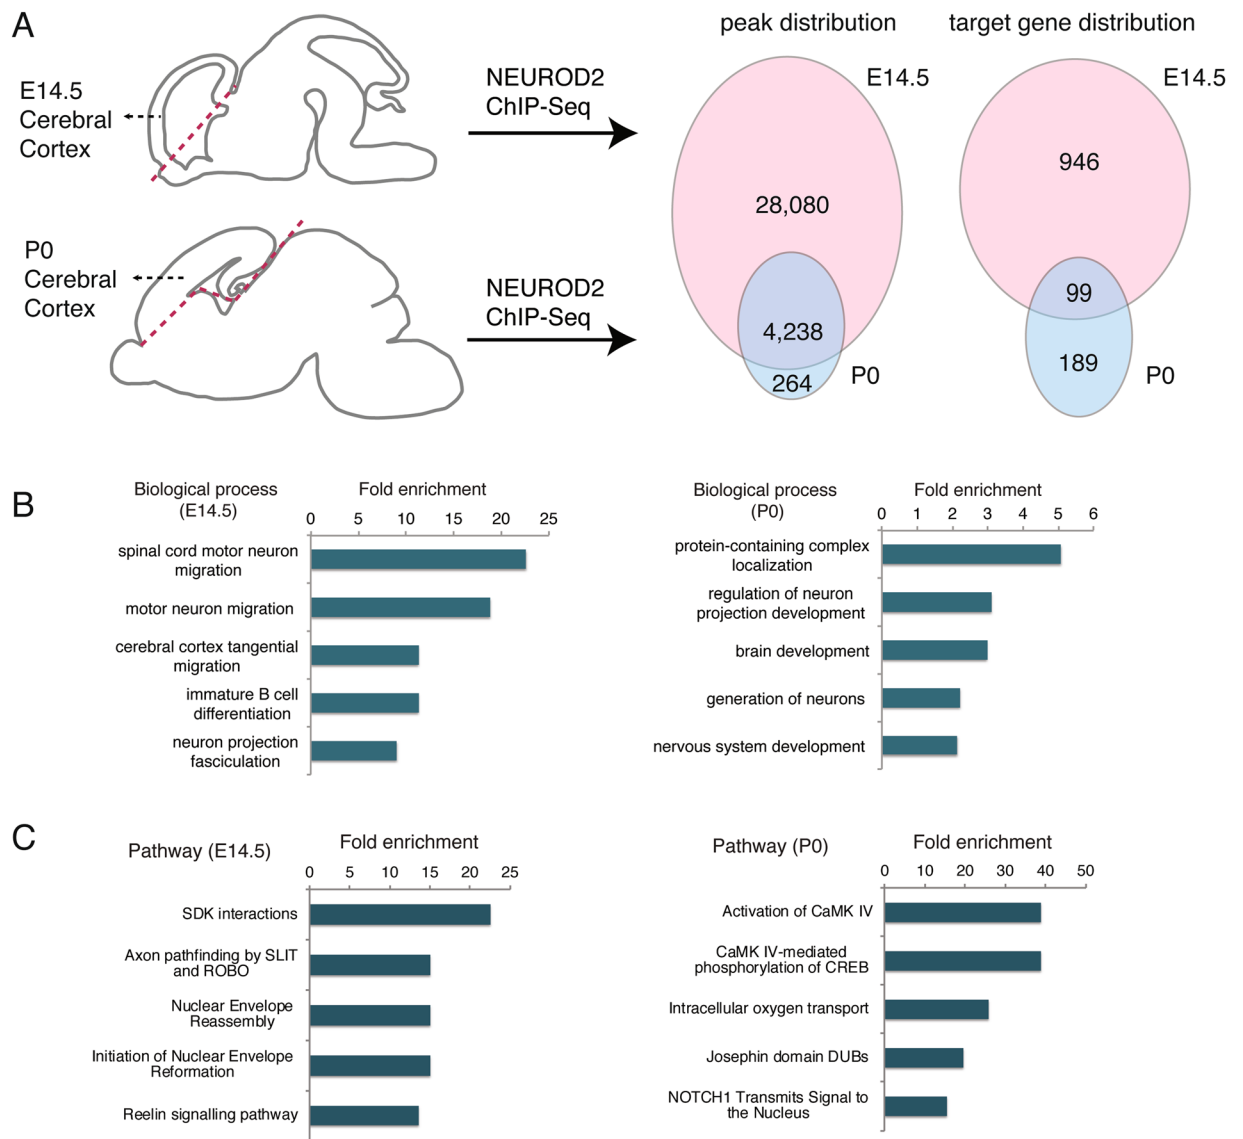 A
peak distribution
target gene distribution
E14.5
Cerebral
Cortex
NEUROD2
ChIP-Seq
E14.5
28,080
4,238
264
P0
E14.5
946
99
189
P0
P0
Cerebral
Cortex
NEUROD2
ChIP-Seq
B
Biological process
(E14.5)
Fold enrichment
0 5 10 15 20 25
spinal cord motor neuron
migration
motor neuron migration
cerebral cortex tangential
migration
immature B cell
differentiation
neuron projection
fasciculation
Biological process
(P0)
Fold enrichment
0 1 2 3 4 5 6
protein-containing complex
localization
regulation of neuron
projection development
brain development
generation of neurons
nervous system development
C
Pathway (E14.5)
Fold enrichment
0 5 10 15 20 25
SDK interactions
Axon pathfinding by SLIT
and ROBO
Nuclear Envelope
Reassembly
Initiation of Nuclear Envelope
Reformation
Reelin signalling pathway
Pathway (P0)
Fold enrichment
0 10 20 30 40 50
Activation of CaMK IV
CaMK IV-mediated
phosphorylation of CREB
Intracellular oxygen transport
Josephin domain DUBs
NOTCH1 Transmits Signal to
the Nucleus